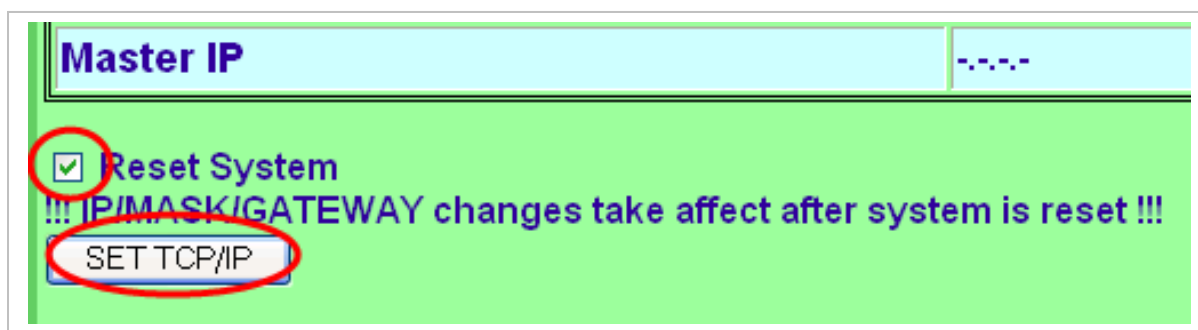 Master IP -.-.-.-
Reset System
!!! IP/MASK/GATEWAY changes take affect after system is reset !!!
SET TCP/IP